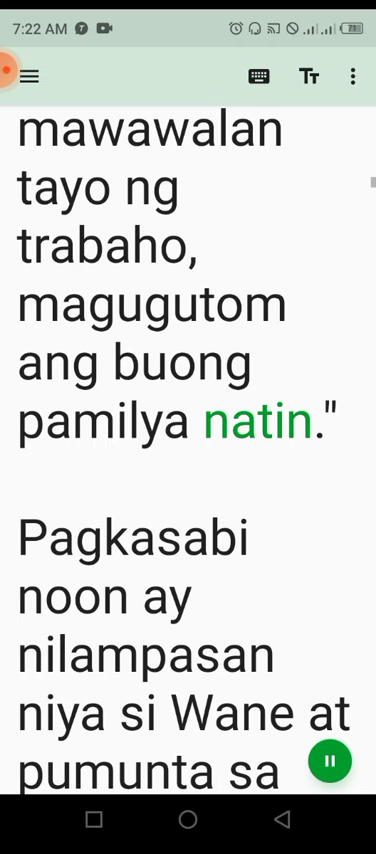 7:22 AM
mawawalan
tayo ng
trabaho,
magugutom
ang buong
pamilya natin."
Pagkasabi
noon ay
nilampasan
niya si Wane at
pumunta sa